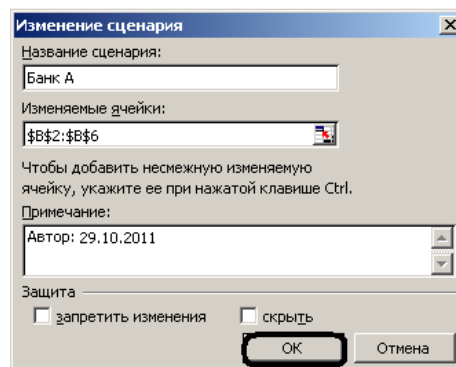 Изменение сценария
Название сценария:
Банк А
Изменяемые ячейки:
$B$2:$B$6
Чтобы добавить несмежную изменяемую
ячейку, укажите ее при нажатой клавише Ctrl.
Примечание:
Автор: 29.10.2011
Защита
запретить изменения скрыть
ОК Отмена